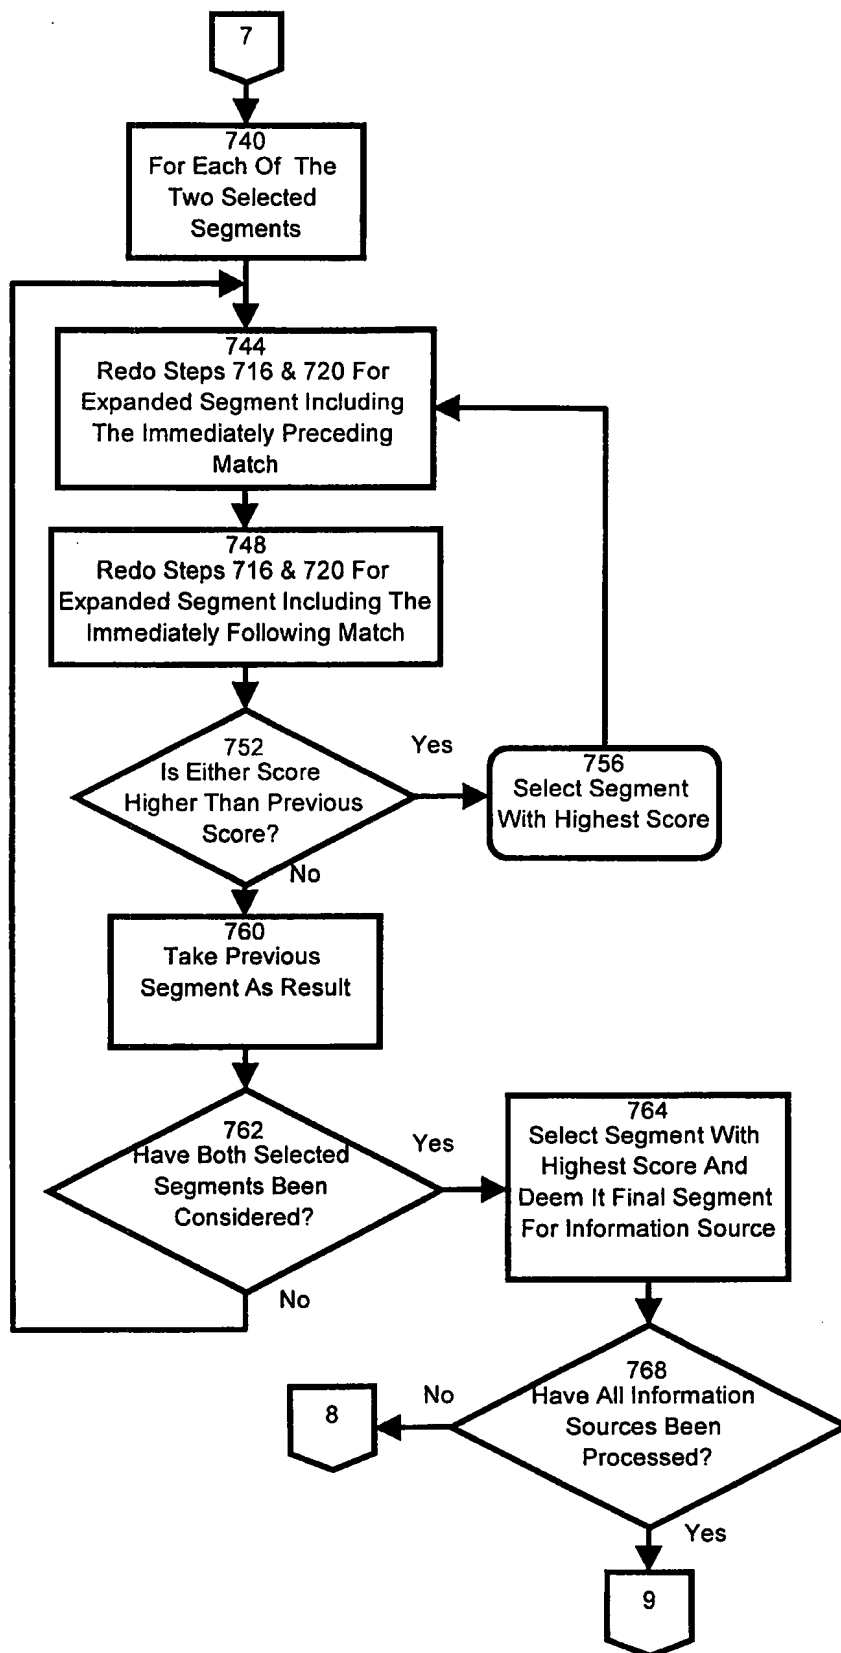 7
740
For Each Of The
Two Selected
Segments
744
Redo Steps 716 & 720 For
Expanded Segment Including
The Immediately Preceding
Match
748
Redo Steps 716 & 720 For
Expanded Segment Including The
Immediately Following Match
752
Is Either Score
Higher Than Previous
Score?
Yes
756
Select Segment
With Highest Score
No
760
Take Previous
Segment As Result
762
Have Both Selected
Segments Been
Considered?
Yes
764
Select Segment With
Highest Score And
Deem It Final Segment
For Information Source
No
768
Have All Information
Sources Been
Processed?
No
8
Yes
9